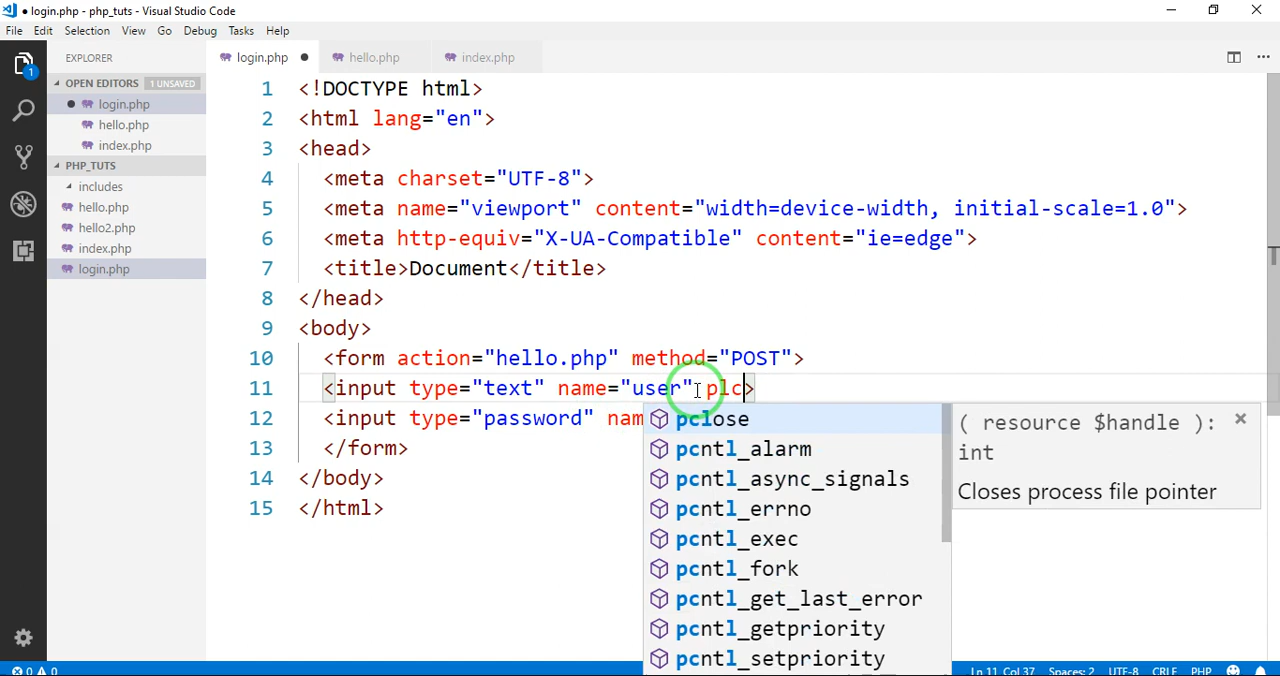 ● login.php - php_tuts - Visual Studio Code
File Edit Selection View Go Debug Tasks Help
EXPLORER
login.php ● hello.php index.php
OPEN EDITORS 1 UNSAVED
● login.php
hello.php
index.php
PHP_TUTS
includes
hello.php
hello2.php
index.php
login.php
1
1 <!DOCTYPE html>
2 <html lang="en">
3 <head>
4 <meta charset="UTF-8">
5 <meta name="viewport" content="width=device-width, initial-scale=1.0">
6 <meta http-equiv="X-UA-Compatible" content="ie=edge">
7 <title>Document</title>
8 </head>
9 <body>
10 <form action="hello.php" method="POST">
11 <input type="text" name="user" plc>
12 <input type="password" nam
13 </form>
14 </body>
15 </html>
pclose
pcntl_alarm
pcntl_async_signals
pcntl_errno
pcntl_exec
pcntl_fork
pcntl_get_last_error
pcntl_getpriority
pcntl_setpriority
( resource $handle ):
int
Closes process file pointer
0 0 Ln 11, Col 37 Spaces: 2 UTF-8 CRLF PHP